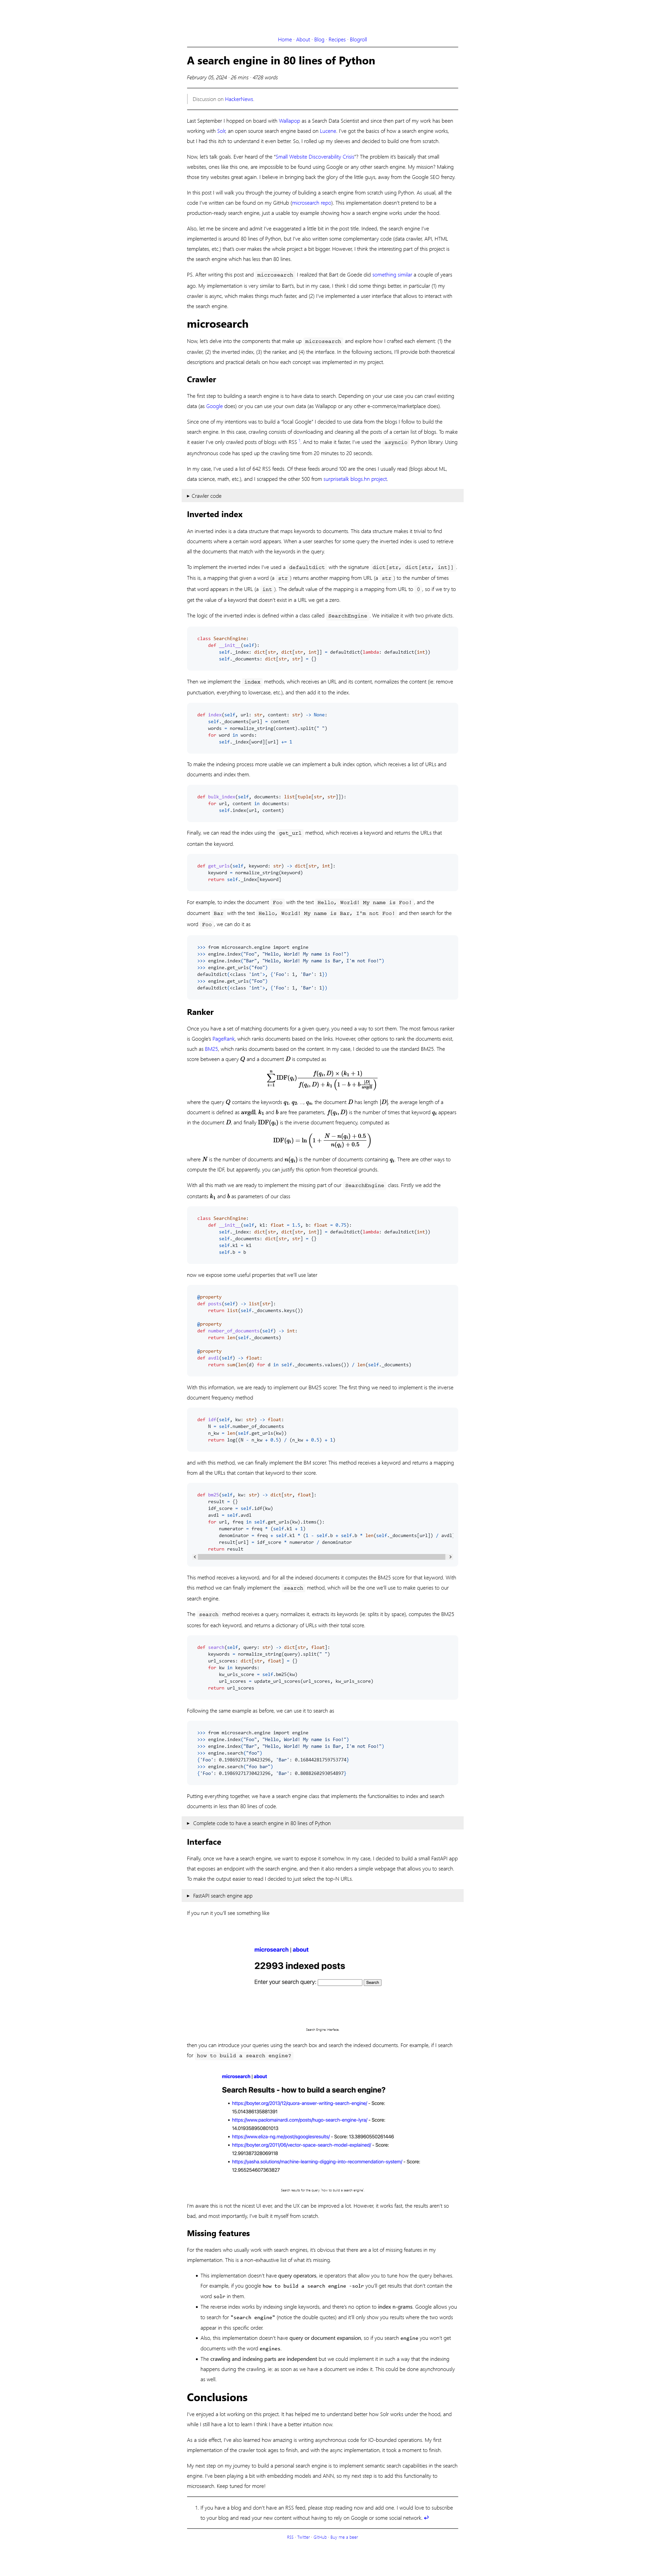 Home · About · Blog · Recipes · Blogroll
A search engine in 80 lines of Python
February 05, 2024 · 26 mins · 4728 words
Discussion on HackerNews.
Last September I hopped on board with Wallapop as a Search Data Scientist and since then part of my work has been
working with Solr, an open source search engine based on Lucene. I've got the basics of how a search engine works,
but I had this itch to understand it even better. So, I rolled up my sleeves and decided to build one from scratch.
Now, let's talk goals. Ever heard of the "Small Website Discoverability Crisis"? The problem it's basically that small
websites, ones like this one, are impossible to be found using Google or any other search engine. My mission? Making
those tiny websites great again. I believe in bringing back the glory of the little guys, away from the Google SEO frenzy.
In this post I will walk you through the journey of building a search engine from scratch using Python. As usual, all the
code I've written can be found on my GitHub (microsearch repo). This implementation doesn't pretend to be a
production-ready search engine, just a usable toy example showing how a search engine works under the hood.
Also, let me be sincere and admit I've exaggerated a little bit in the post title. Indeed, the search engine I've
implemented is around 80 lines of Python, but I've also written some complementary code (data crawler, API, HTML
templates, etc.) that's over makes the whole project a bit bigger. However, I think the interesting part of this project is
the search engine which has less than 80 lines.
PS. After writing this post and microsearch I realized that Bart de Goede did something similar a couple of years
ago. My implementation is very similar to Bart's, but in my case, I think I did some things better, in particular (1) my
crawler is async, which makes things much faster, and (2) I've implemented a user interface that allows to interact with
the search engine.
microsearch
Now, let's delve into the components that make up microsearch and explore how I crafted each element: (1) the
crawler, (2) the inverted index, (3) the ranker, and (4) the interface. In the following sections, I'll provide both theoretical
descriptions and practical details on how each concept was implemented in my project.
Crawler
The first step to building a search engine is to have data to search. Depending on your use case you can crawl existing
data (as Google does) or you can use your own data (as Wallapop or any other e-commerce/marketplace does).
Since one of my intentions was to build a "local Google" I decided to use data from the blogs I follow to build the
search engine. In this case, crawling consists of downloading and cleaning all the posts of a certain list of blogs. To make
it easier I've only crawled posts of blogs with RSS 1. And to make it faster, I've used the asyncio Python library. Using
asynchronous code has sped up the crawling time from 20 minutes to 20 seconds.
In my case, I've used a list of 642 RSS feeds. Of these feeds around 100 are the ones I usually read (blogs about ML,
data science, math, etc.), and I scrapped the other 500 from surprisetalk blogs.hn project.
▸ Crawler code
Inverted index
An inverted index is a data structure that maps keywords to documents. This data structure makes it trivial to find
documents where a certain word appears. When a user searches for some query the inverted index is used to retrieve
all the documents that match with the keywords in the query.
To implement the inverted index I've used a defaultdict with the signature dict[str, dict[str, int]] .
This is, a mapping that given a word (a str ) returns another mapping from URL (a str ) to the number of times
that word appears in the URL (a int ). The default value of the mapping is a mapping from URL to 0 , so if we try to
get the value of a keyword that doesn't exist in a URL we get a zero.
The logic of the inverted index is defined within a class called SearchEngine . We initialize it with two private dicts.
class SearchEngine:
def __init__(self):
self._index: dict[str, dict[str, int]] = defaultdict(lambda: defaultdict(int))
self._documents: dict[str, str] = {}
Then we implement the index methods, which receives an URL and its content, normalizes the content (ie: remove
punctuation, everything to lowercase, etc.), and then add it to the index.
def index(self, url: str, content: str) -> None:
self._documents[url] = content
words = normalize_string(content).split(" ")
for word in words:
self._index[word][url] += 1
To make the indexing process more usable we can implement a bulk index option, which receives a list of URLs and
documents and index them.
def bulk_index(self, documents: list[tuple[str, str]]):
for url, content in documents:
self.index(url, content)
Finally, we can read the index using the get_url method, which receives a keyword and returns the URLs that
contain the keyword.
def get_urls(self, keyword: str) -> dict[str, int]:
keyword = normalize_string(keyword)
return self._index[keyword]
For example, to index the document Foo with the text Hello, World! My name is Foo! , and the
document Bar with the text Hello, World! My name is Bar, I'm not Foo! and then search for the
word Foo , we can do it as
>>> from microsearch.engine import engine
>>> engine.index("Foo", "Hello, World! My name is Foo!")
>>> engine.index("Bar", "Hello, World! My name is Bar, I'm not Foo!")
>>> engine.get_urls("foo")
defaultdict(<class 'int'>, {'Foo': 1, 'Bar': 1})
>>> engine.get_urls("Foo")
defaultdict(<class 'int'>, {'Foo': 1, 'Bar': 1})
Ranker
Once you have a set of matching documents for a given query, you need a way to sort them. The most famous ranker
is Google's PageRank, which ranks documents based on the links. However, other options to rank the documents exist,
such as BM25, which ranks documents based on the content. In my case, I decided to use the standard BM25. The
score between a query Q and a document D is computed as
∑ i=1 n IDF(qᵢ) f(qᵢ, D) × (k₁ + 1) / f(qᵢ, D) + k₁ (1 − b + b |D| / avgdl)
where the query Q contains the keywords q₁, q₂, ..., qₙ, the document D has length |D|, the average length of a
document is defined as avgdl, k₁ and b are free parameters, f(qᵢ, D) is the number of times that keyword qᵢ appears
in the document D, and finally IDF(qᵢ) is the inverse document frequency, computed as
IDF(qᵢ) = ln (1 + N − n(qᵢ) + 0.5 / n(qᵢ) + 0.5)
where N is the number of documents and n(qᵢ) is the number of documents containing qᵢ. There are other ways to
compute the IDF, but apparently, you can justify this option from theoretical grounds.
With all this math we are ready to implement the missing part of our SearchEngine class. Firstly we add the
constants k₁ and b as parameters of our class
class SearchEngine:
def __init__(self, k1: float = 1.5, b: float = 0.75):
self._index: dict[str, dict[str, int]] = defaultdict(lambda: defaultdict(int))
self._documents: dict[str, str] = {}
self.k1 = k1
self.b = b
now we expose some useful properties that we'll use later
@property
def posts(self) -> list[str]:
return list(self._documents.keys())
@property
def number_of_documents(self) -> int:
return len(self._documents)
@property
def avdl(self) -> float:
return sum(len(d) for d in self._documents.values()) / len(self._documents)
With this information, we are ready to implement our BM25 scorer. The first thing we need to implement is the inverse
document frequency method
def idf(self, kw: str) -> float:
N = self.number_of_documents
n_kw = len(self.get_urls(kw))
return log((N - n_kw + 0.5) / (n_kw + 0.5) + 1)
and with this method, we can finally implement the BM scorer. This method receives a keyword and returns a mapping
from all the URLs that contain that keyword to their score.
def bm25(self, kw: str) -> dict[str, float]:
result = {}
idf_score = self.idf(kw)
avdl = self.avdl
for url, freq in self.get_urls(kw).items():
numerator = freq * (self.k1 + 1)
denominator = freq + self.k1 * (1 - self.b + self.b * len(self._documents[url]) / avdl
result[url] = idf_score * numerator / denominator
return result
This method receives a keyword, and for all the indexed documents it computes the BM25 score for that keyword. With
this method we can finally implement the search method, which will be the one we'll use to make queries to our
search engine.
The search method receives a query, normalizes it, extracts its keywords (ie: splits it by space), computes the BM25
scores for each keyword, and returns a dictionary of URLs with their total score.
def search(self, query: str) -> dict[str, float]:
keywords = normalize_string(query).split(" ")
url_scores: dict[str, float] = {}
for kw in keywords:
kw_urls_score = self.bm25(kw)
url_scores = update_url_scores(url_scores, kw_urls_score)
return url_scores
Following the same example as before, we can use it to search as
>>> from microsearch.engine import engine
>>> engine.index("Foo", "Hello, World! My name is Foo!")
>>> engine.index("Bar", "Hello, World! My name is Bar, I'm not Foo!")
>>> engine.search("foo")
{'Foo': 0.19869271730423296, 'Bar': 0.16844281759753774}
>>> engine.search("foo bar")
{'Foo': 0.19869271730423296, 'Bar': 0.8088260293054897}
Putting everything together, we have a search engine class that implements the functionalities to index and search
documents in less than 80 lines of code.
▸ Complete code to have a search engine in 80 lines of Python
Interface
Finally, once we have a search engine, we want to expose it somehow. In my case, I decided to build a small FastAPI app
that exposes an endpoint with the search engine, and then it also renders a simple webpage that allows you to search.
To make the output easier to read I decided to just select the top-N URLs.
▸ FastAPI search engine app
If you run it you'll see something like
microsearch | about
22993 indexed posts
Enter your search query: Search
Search Engine interface
then you can introduce your queries using the search box and search the indexed documents. For example, if I search
for how to build a search engine?
microsearch | about
Search Results - how to build a search engine?
• https://boyter.org/2013/12/quora-answer-writing-search-engine/ - Score:
15.014386135881391
• https://www.paolomainardi.com/posts/hugo-search-engine-lyra/ - Score:
14.019358950801013
• https://www.eliza-ng.me/post/sgooglesresults/ - Score: 13.38960550261446
• https://boyter.org/2011/06/vector-space-search-model-explained/ - Score:
12.991387328069118
• https://yasha.solutions/machine-learning-digging-into-recommendation-system/ - Score:
12.955254607363827
Search results for the query: 'how to build a search engine'
I'm aware this is not the nicest UI ever, and the UX can be improved a lot. However, it works fast, the results aren't so
bad, and most importantly, I've built it myself from scratch.
Missing features
For the readers who usually work with search engines, it's obvious that there are a lot of missing features in my
implementation. This is a non-exhaustive list of what it's missing.
• This implementation doesn't have query operators, ie operators that allow you to tune how the query behaves.
For example, if you google how to build a search engine -solr you'll get results that don't contain the
word solr in them.
• The reverse index works by indexing single keywords, and there's no option to index n-grams. Google allows you
to search for "search engine" (notice the double quotes) and it'll only show you results where the two words
appear in this specific order.
• Also, this implementation doesn't have query or document expansion, so if you search engine you won't get
documents with the word engines.
• The crawling and indexing parts are independent but we could implement it in such a way that the indexing
happens during the crawling, ie: as soon as we have a document we index it. This could be done asynchronously
as well.
Conclusions
I've enjoyed a lot working on this project. It has helped me to understand better how Solr works under the hood, and
while I still have a lot to learn I think I have a better intuition now.
As a side effect, I've also learned how amazing is writing asynchronous code for IO-bounded operations. My first
implementation of the crawler took ages to finish, and with the async implementation, it took a moment to finish.
My next step on my journey to build a personal search engine is to implement semantic search capabilities in the search
engine. I've been playing a bit with embedding models and ANN, so my next step is to add this functionality to
microsearch. Keep tuned for more!
1. If you have a blog and don't have an RSS feed, please stop reading now and add one. I would love to subscribe
to your blog and read your new content without having to rely on Google or some social network. ↩
RSS · Twitter · GitHub · Buy me a beer